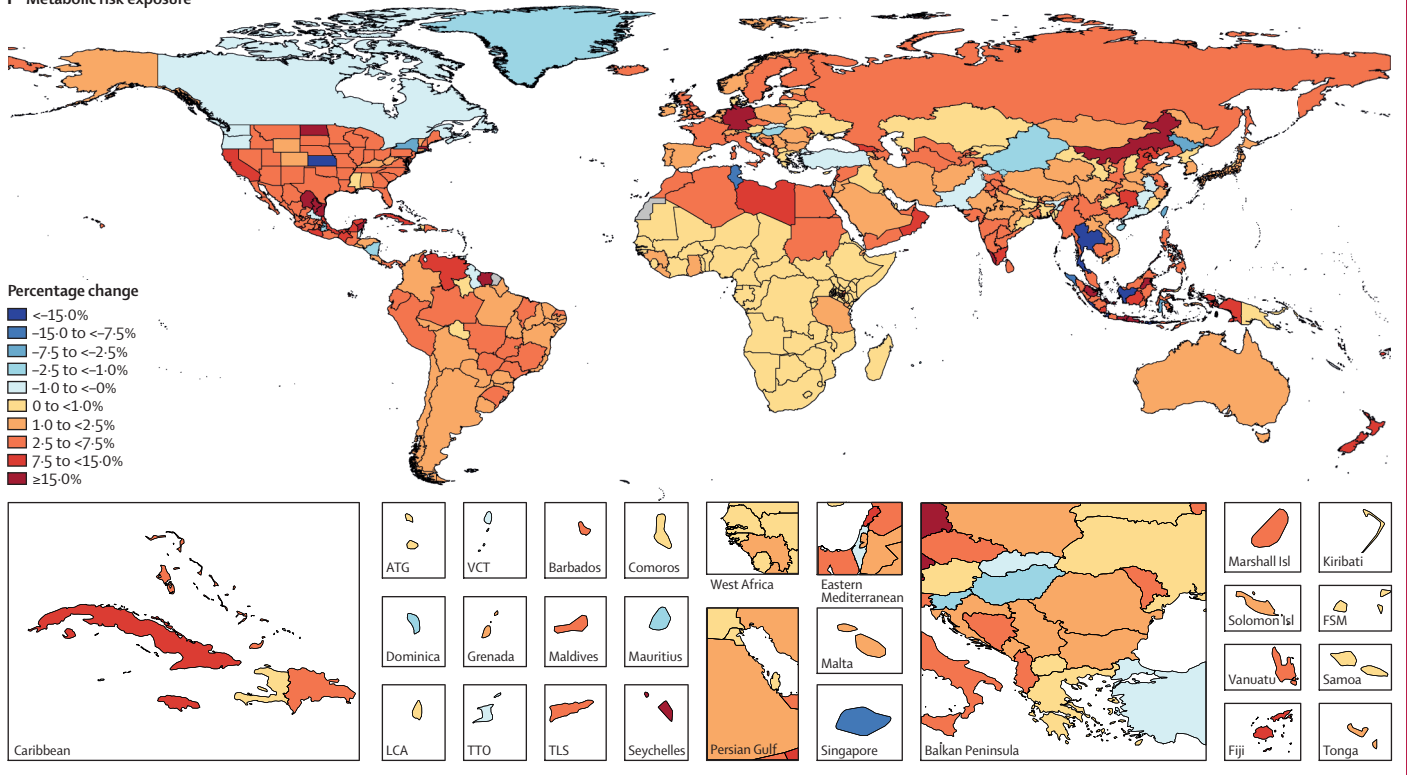 Metabolic risk exposure
Percentage change
<–15·0%
–15·0 to <–7·5%
–7·5 to <–2·5%
–2·5 to <–1·0%
–1·0 to <–0%
0 to <1·0%
1·0 to <2·5%
2·5 to <7·5%
7·5 to <15·0%
≥15·0%
Caribbean
ATG
VCT
Barbados
Comoros
Dominica
Grenada
Maldives
Mauritius
LCA
TTO
TLS
Seychelles
West Africa
Eastern
Mediterranean
Persian Gulf
Malta
Singapore
Balkan Peninsula
Marshall Isl
Kiribati
Solomon Isl
FSM
Vanuatu
Samoa
Fiji
Tonga